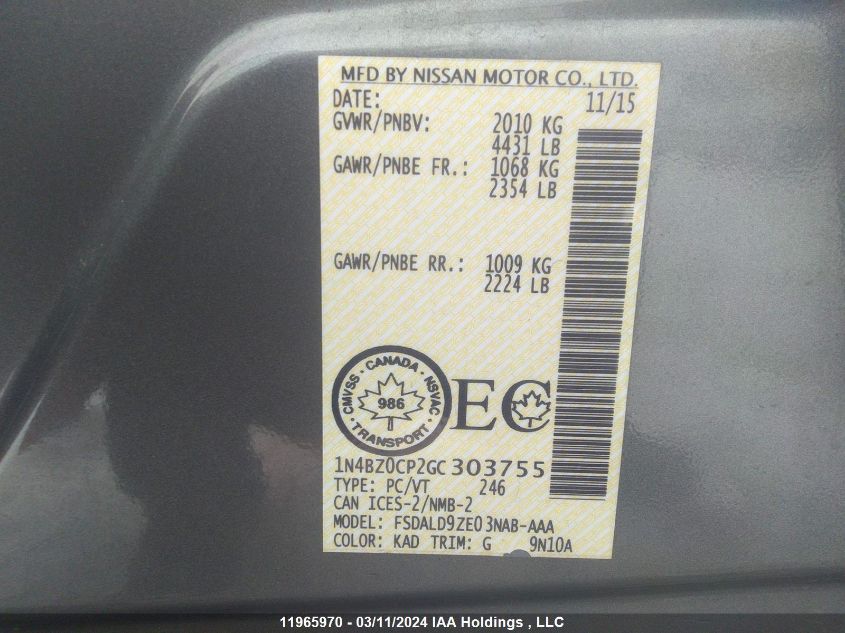 MFD BY NISSAN MOTOR CO., LTD.
DATE: 11/15
GVWR/PNBV: 2010 KG
4431 LB
GAWR/PNBE FR.: 1068 KG
2354 LB
GAWR/PNBE RR.: 1009 KG
2224 LB
CMVSS · CANADA · NSVAC · TRANSPORT ·
986
EC
1N4BZ0CP2GC303755
TYPE: PC/VT 246
CAN ICES-2/NMB-2
MODEL: FSDALD9ZE03NAB-AAA
COLOR: KAD TRIM: G 9N10A
11965970 - 03/11/2024 IAA Holdings , LLC